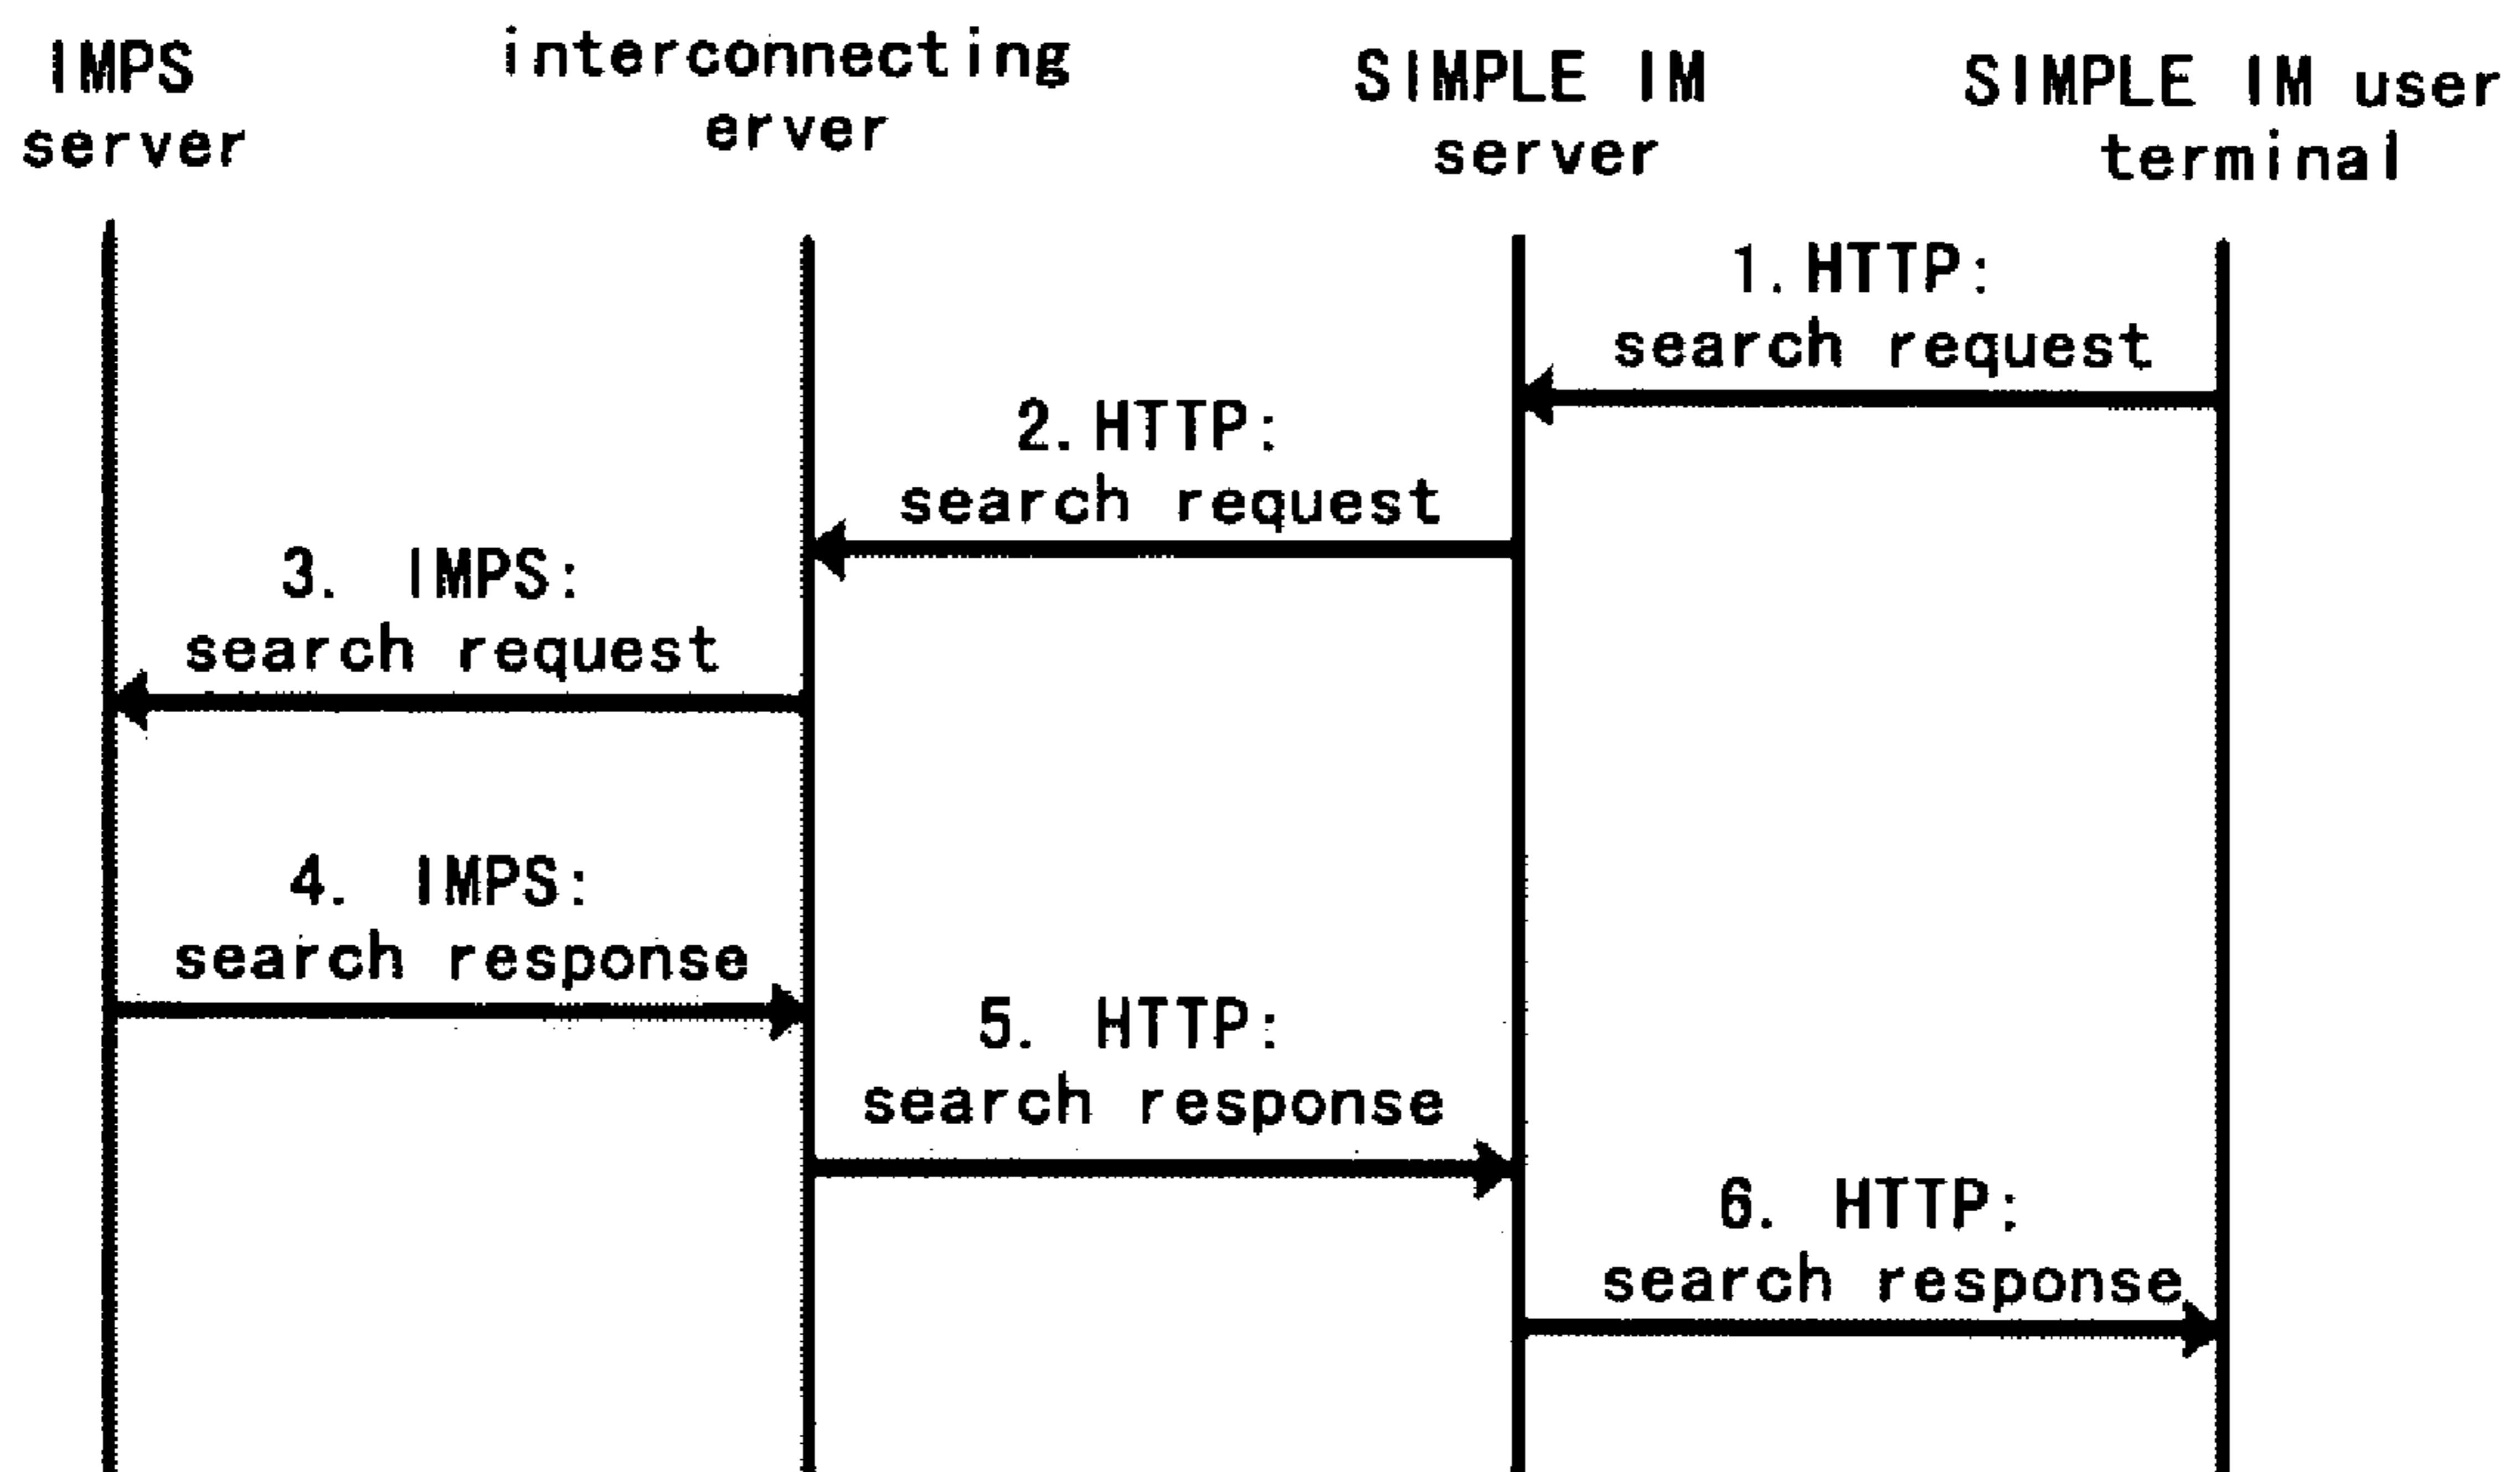 IMPS
server
interconnecting
erver
SIMPLE IM
server
SIMPLE IM user
terminal
1. HTTP:
search request
2. HTTP:
search request
3. IMPS:
search request
4. IMPS:
search response
5. HTTP:
search response
6. HTTP:
search response